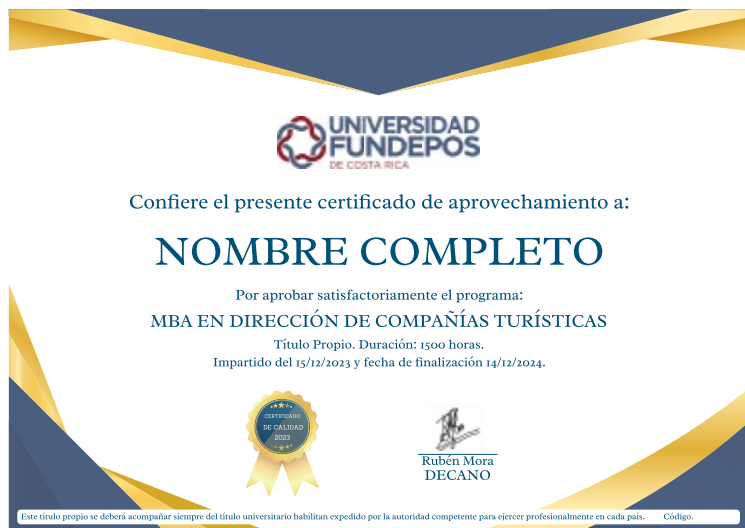 UNIVERSIDAD
FUNDEPOS
DE COSTA RICA
Confiere el presente certificado de aprovechamiento a:
NOMBRE COMPLETO
Por aprobar satisfactoriamente el programa:
MBA EN DIRECCIÓN DE COMPAÑÍAS TURÍSTICAS
Título Propio. Duración: 1500 horas.
Impartido del 15/12/2023 y fecha de finalización 14/12/2024.
CERTIFICADO
DE CALIDAD
2023
Rubén Mora
DECANO
Este título propio se deberá acompañar siempre del título universitario habilitan expedido por la autoridad competente para ejercer profesionalmente en cada país. Código.